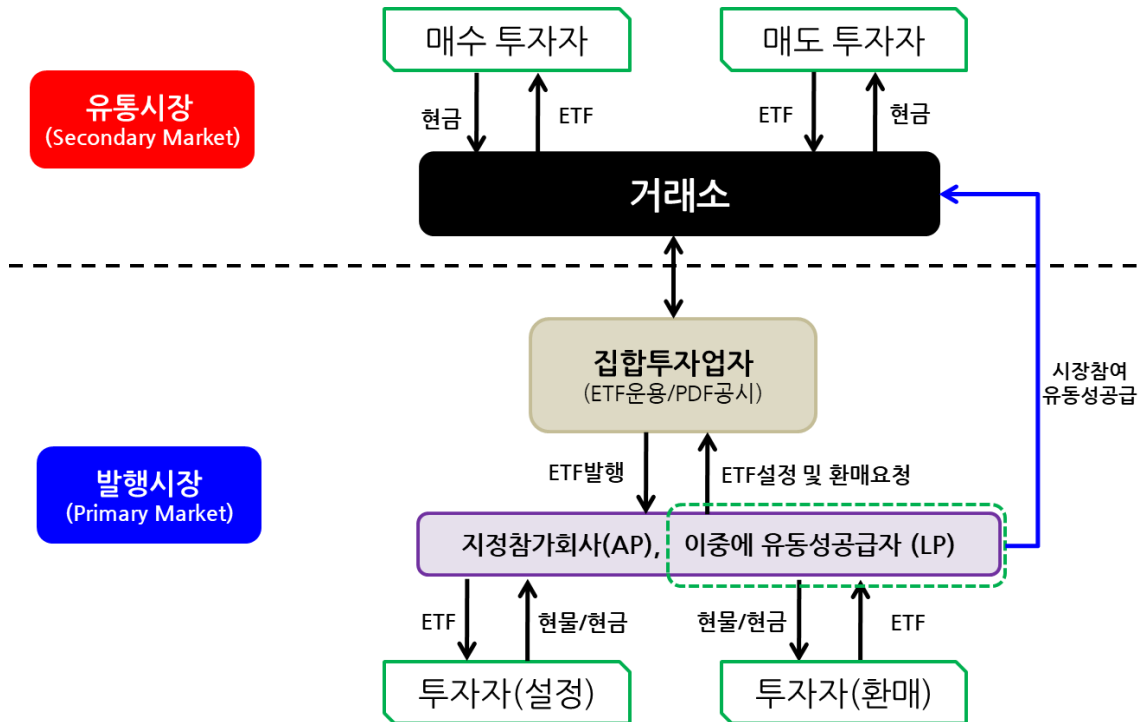 매수 투자자
매도 투자자
유통시장
(Secondary Market)
현금
ETF
ETF
현금
거래소
집합투자업자
(ETF운용/PDF공시)
시장참여
유동성공급
발행시장
(Primary Market)
ETF발행
ETF설정 및 환매요청
지정참가회사(AP), 이중에 유동성공급자 (LP)
ETF
현물/현금
현물/현금
ETF
투자자(설정)
투자자(환매)